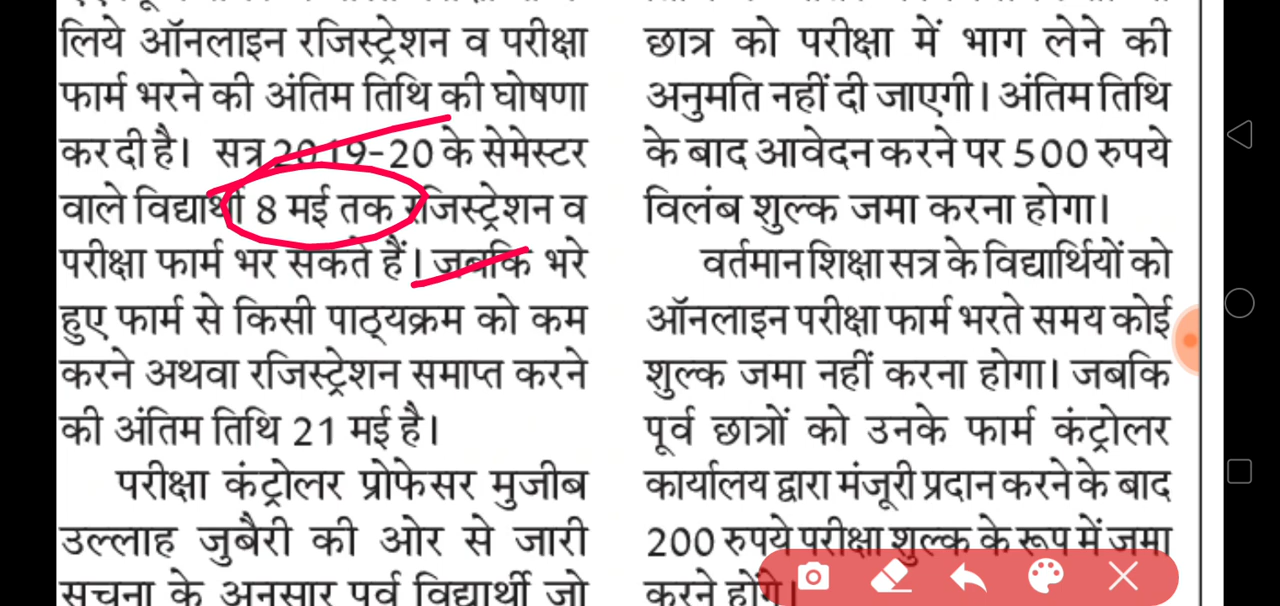 लिये ऑनलाइन रजिस्ट्रेशन व परीक्षा
फार्म भरने की अंतिम तिथि की घोषणा
कर दी है। सत्र 2019-20 के सेमेस्टर
वाले विद्यार्थी 8 मई तक रजिस्ट्रेशन व
परीक्षा फार्म भर सकते हैं। जबकि भरे
हुए फार्म से किसी पाठ्यक्रम को कम
करने अथवा रजिस्ट्रेशन समाप्त करने
की अंतिम तिथि 21 मई है।
परीक्षा कंट्रोलर प्रोफेसर मुजीब
उल्लाह जुबैरी की ओर से जारी
सूचना के अनुसार पूर्व विद्यार्थी जो
छात्र को परीक्षा में भाग लेने की
अनुमति नहीं दी जाएगी। अंतिम तिथि
के बाद आवेदन करने पर 500 रुपये
विलंब शुल्क जमा करना होगा।
वर्तमान शिक्षा सत्र के विद्यार्थियों को
ऑनलाइन परीक्षा फार्म भरते समय कोई
शुल्क जमा नहीं करना होगा। जबकि
पूर्व छात्रों को उनके फार्म कंट्रोलर
कार्यालय द्वारा मंजूरी प्रदान करने के बाद
200 रुपये परीक्षा शुल्क के रूप में जमा
करने होंगे।